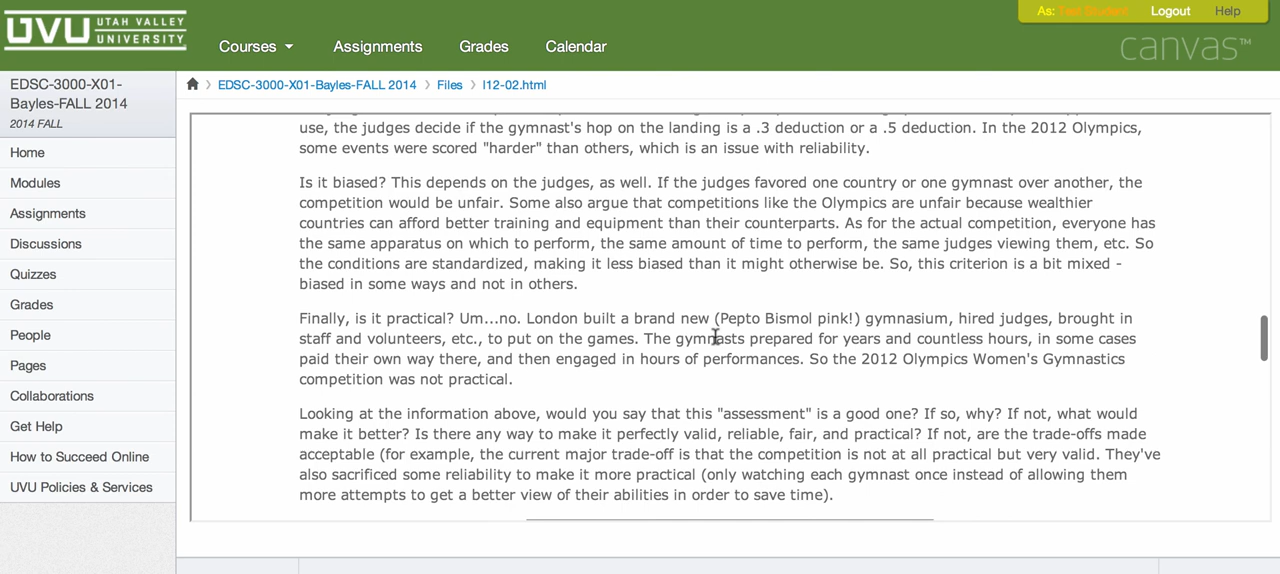 UVU UTAH VALLEY UNIVERSITY
Courses Assignments Grades Calendar
As: Test Student Logout Help
canvas™
EDSC-3000-X01-
Bayles-FALL 2014
2014 FALL
Home
Modules
Assignments
Discussions
Quizzes
Grades
People
Pages
Collaborations
Get Help
How to Succeed Online
UVU Policies & Services
EDSC-3000-X01-Bayles-FALL 2014 Files l12-02.html
use, the judges decide if the gymnast's hop on the landing is a .3 deduction or a .5 deduction. In the 2012 Olympics,
some events were scored "harder" than others, which is an issue with reliability.
Is it biased? This depends on the judges, as well. If the judges favored one country or one gymnast over another, the
competition would be unfair. Some also argue that competitions like the Olympics are unfair because wealthier
countries can afford better training and equipment than their counterparts. As for the actual competition, everyone has
the same apparatus on which to perform, the same amount of time to perform, the same judges viewing them, etc. So
the conditions are standardized, making it less biased than it might otherwise be. So, this criterion is a bit mixed -
biased in some ways and not in others.
Finally, is it practical? Um...no. London built a brand new (Pepto Bismol pink!) gymnasium, hired judges, brought in
staff and volunteers, etc., to put on the games. The gymnasts prepared for years and countless hours, in some cases
paid their own way there, and then engaged in hours of performances. So the 2012 Olympics Women's Gymnastics
competition was not practical.
Looking at the information above, would you say that this "assessment" is a good one? If so, why? If not, what would
make it better? Is there any way to make it perfectly valid, reliable, fair, and practical? If not, are the trade-offs made
acceptable (for example, the current major trade-off is that the competition is not at all practical but very valid. They've
also sacrificed some reliability to make it more practical (only watching each gymnast once instead of allowing them
more attempts to get a better view of their abilities in order to save time).